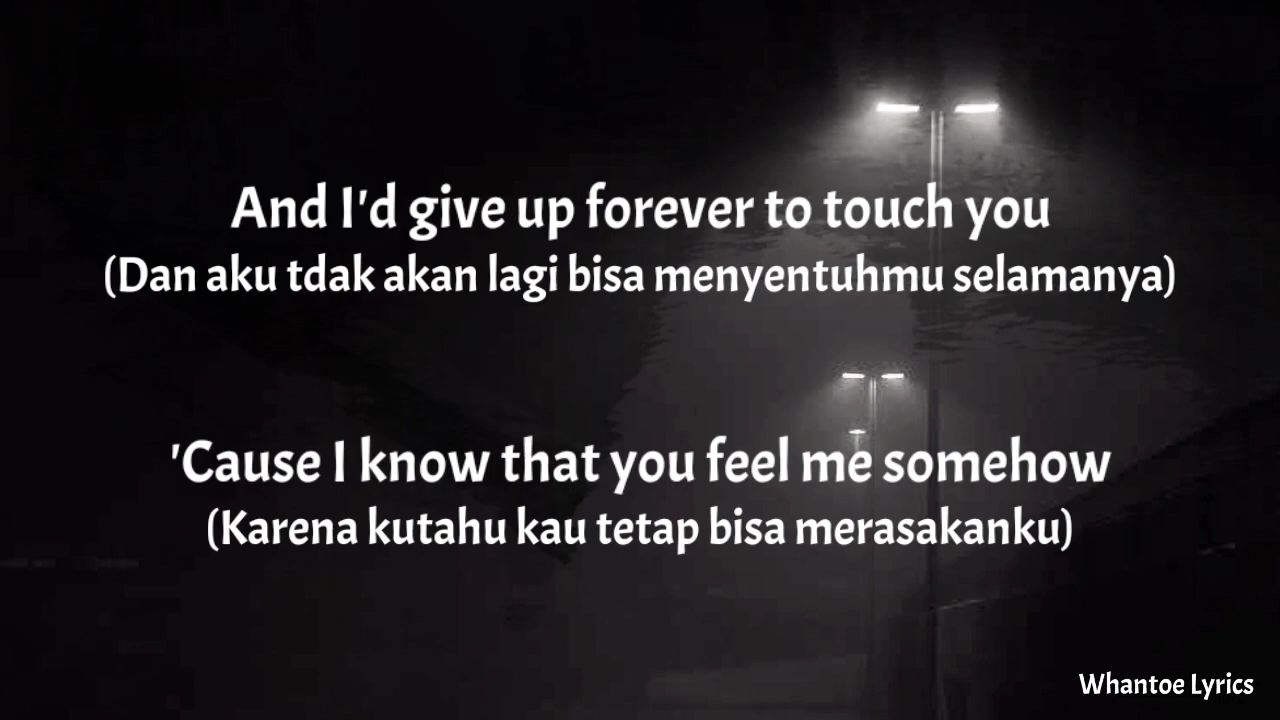 And I'd give up forever to touch you
(Dan aku tdak akan lagi bisa menyentuhmu selamanya)
'Cause I know that you feel me somehow
(Karena kutahu kau tetap bisa merasakanku)
Whantoe Lyrics